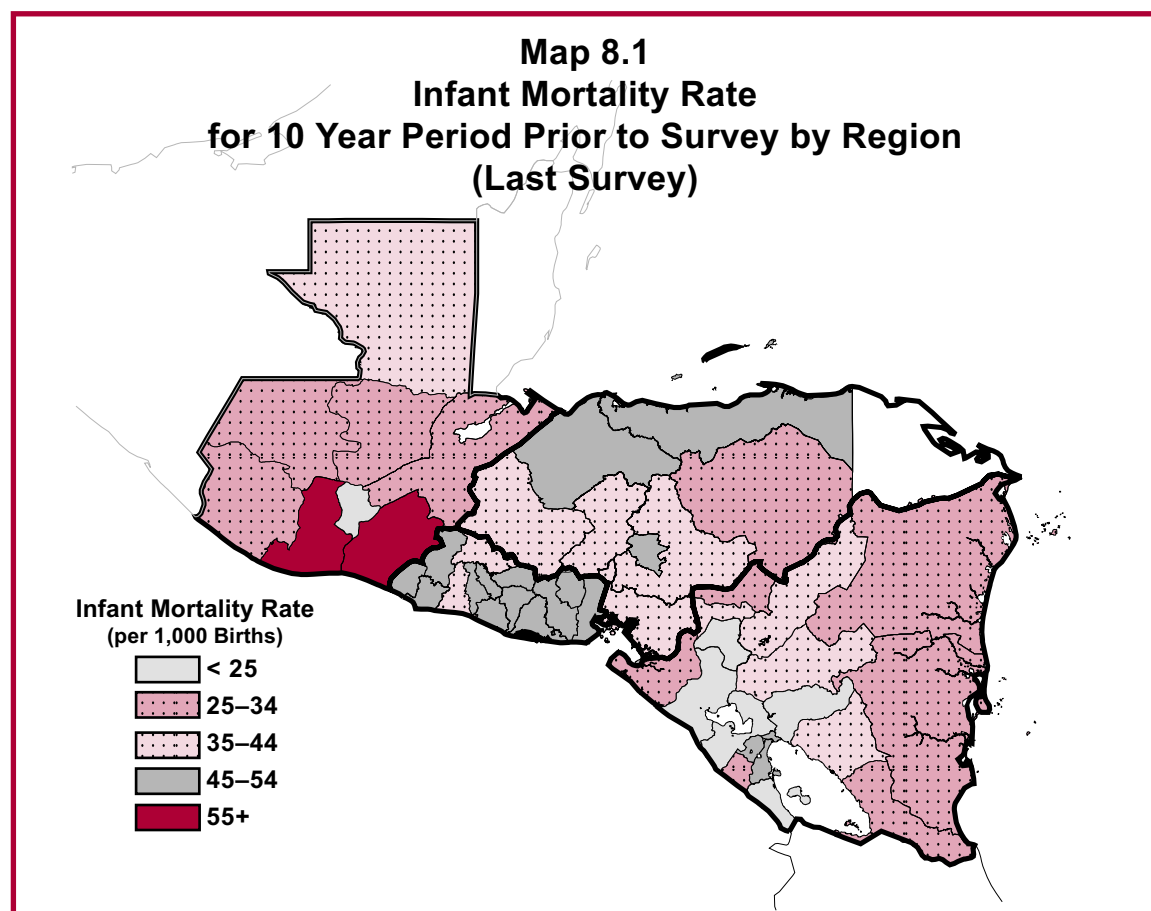 Map 8.1
Infant Mortality Rate
for 10 Year Period Prior to Survey by Region
(Last Survey)
Infant Mortality Rate
(per 1,000 Births)
< 25
25–34
35–44
45–54
55+